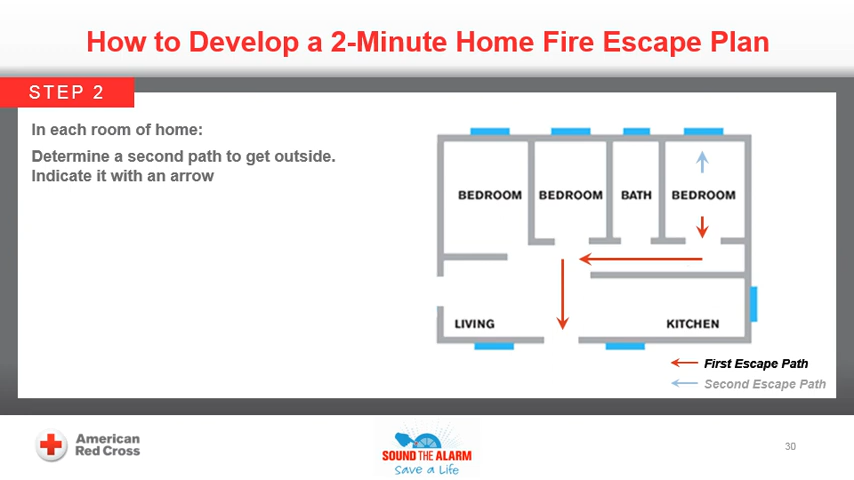 How to Develop a 2-Minute Home Fire Escape Plan
STEP 2
In each room of home:
Determine a second path to get outside.
Indicate it with an arrow
BEDROOM
BEDROOM
BATH
BEDROOM
LIVING
KITCHEN
First Escape Path
Second Escape Path
American
Red Cross
SOUND THE ALARM
Save a Life
30